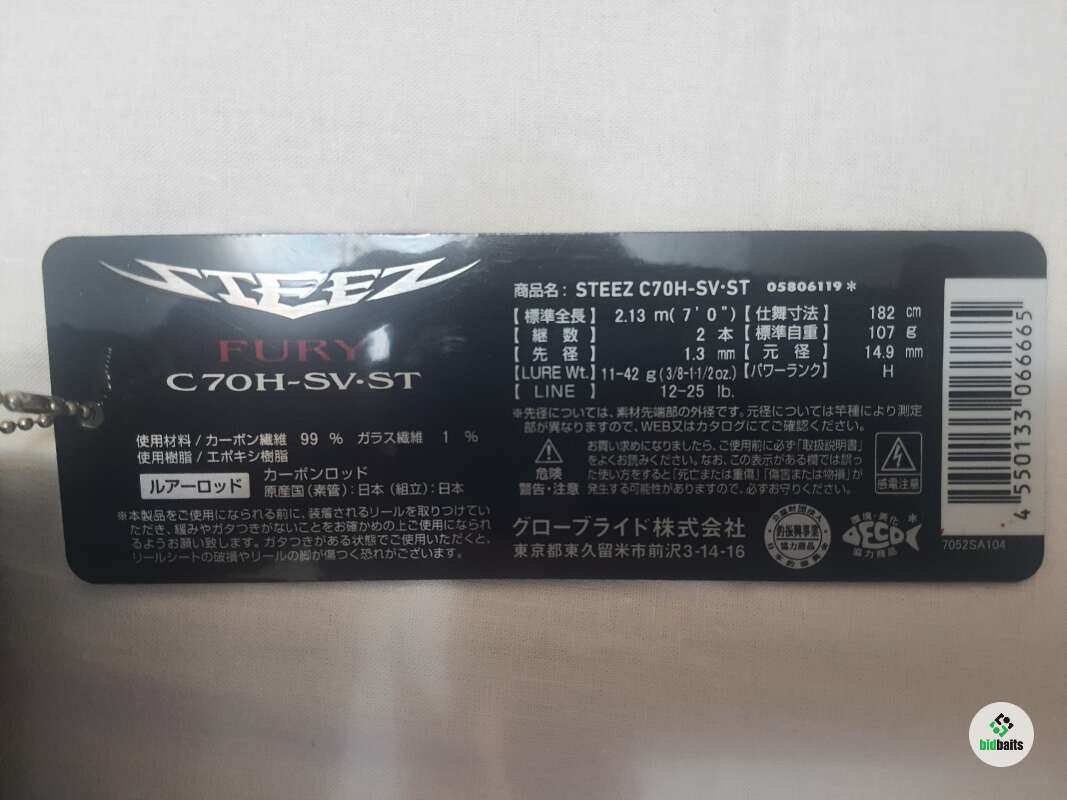 STEEZ
FURY
C70H-SV・ST
使用材料/カーボン繊維 99 % ガラス繊維 1 %
使用樹脂/エポキシ樹脂
ルアーロッド
カーボンロッド
原産国(素管):日本(組立):日本
※本製品をご使用になられる前に、装着されるリールを取りつけてい
ただき、緩みやガタつきがないことをお確かめの上ご使用になられ
るようお願い致します。ガタつきがある状態でご使用いただくと、
リールシートの破損やリールの脚が傷つく恐れがございます。
商品名: STEEZ C70H-SV・ST 05806119*
【標準全長】 2.13 m(7'0")【仕舞寸法】 182 cm
【継数】 2 本【標準自重】 107 g
【先径】 1.3 mm【元径】 14.9 mm
【LURE Wt.】11-42 g(3/8-1・1/2oz.)【パワーランク】 H
【LINE】 12-25 lb.
※先径については、素材先端部の外径です。元径については竿種により測定
部が異なりますので、WEB又はカタログにてご確認ください。
危険
警告・注意
お買い求めになりましたら、ご使用前に必ず「取扱説明書」
をよくお読みください。なお、この表示がある欄では誤っ
た使い方をすると「死亡または重傷」「傷害または物損」が
発生する可能性がありますので、必ずお守りください。
感電注意
グローブライド株式会社
東京都東久留米市前沢3-14-16
釣振興事業
協力商品
環境・美化
ECO
協力商品
*
4 550133 066665
7052SA104
bidbaits